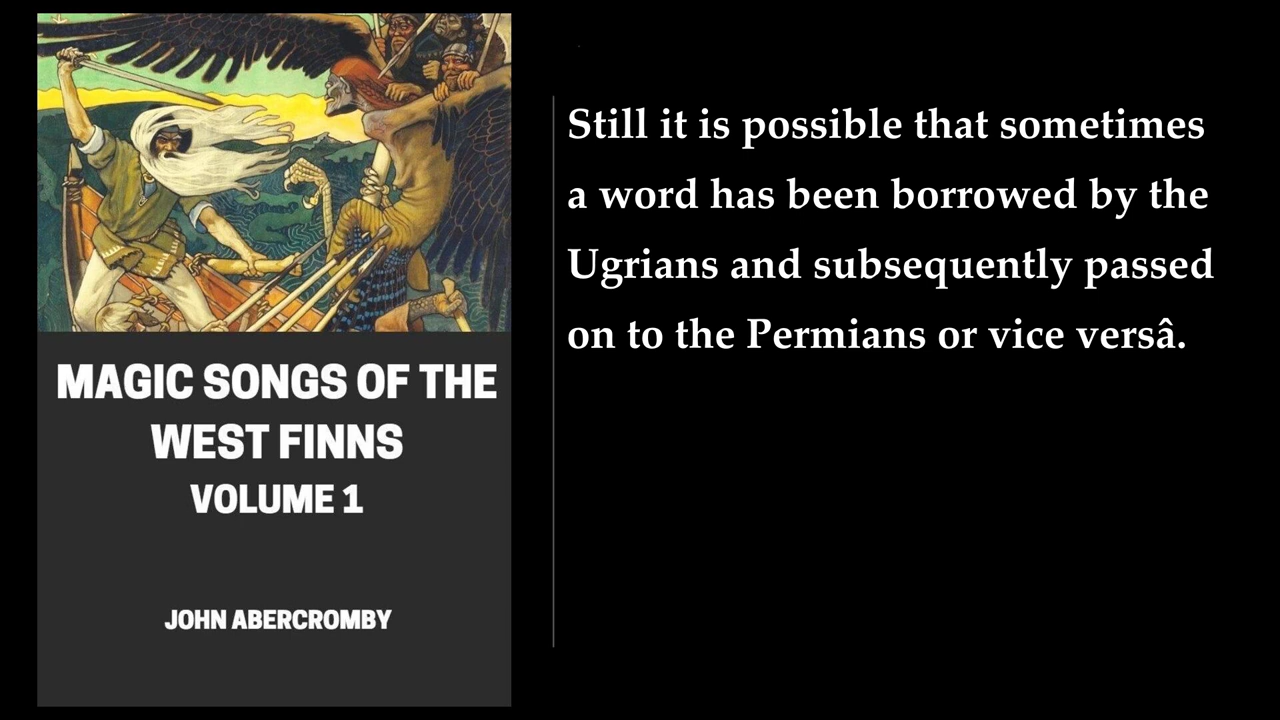 MAGIC SONGS OF THE
WEST FINNS
VOLUME 1
JOHN ABERCROMBY
Still it is possible that sometimes
a word has been borrowed by the
Ugrians and subsequently passed
on to the Permians or vice versâ.